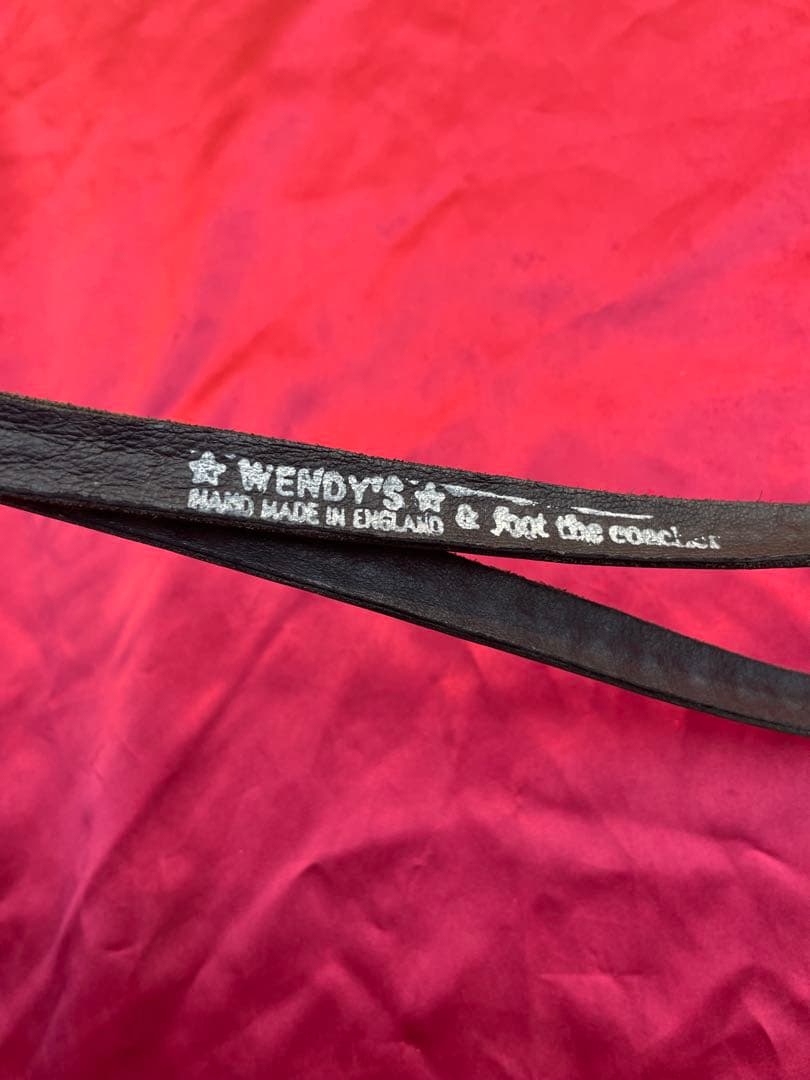 ★ WENDY'S ★
HAND MADE IN ENGLAND & foot the coacher